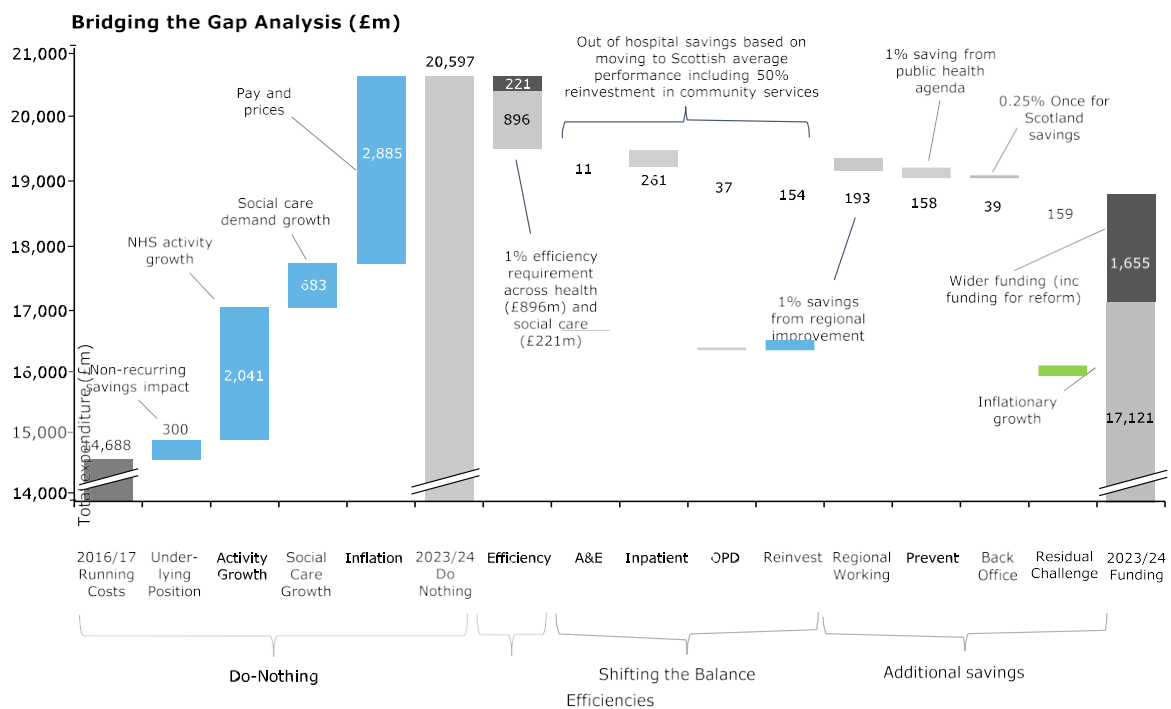 Bridging the Gap Analysis (£m)
21,000
20,000
19,000
18,000
17,000
16,000
15,000
14,000
Total expenditure (£m)
4,688
Non-recurring
savings impact
300
NHS activity
growth
2,041
Social care
demand growth
683
Pay and
prices
2,885
20,597
221
896
1% efficiency
requirement
across health
(£896m) and
social care
(£221m)
Out of hospital savings based on
moving to Scottish average
performance including 50%
reinvestment in community services
11
261
37
154
193
1% savings
from regional
improvement
1% saving from
public health
agenda
158
0.25% Once for
Scotland
savings
39
159
Wider funding (inc
funding for reform)
Inflationary
growth
1,655
17,121
2016/17
Running
Costs
Under-
lying
Position
Activity
Growth
Social
Care
Growth
Inflation
2023/24
Do
Nothing
Efficiency
A&E
Inpatient
OPD
Reinvest
Regional
Working
Prevent
Back
Office
Residual
Challenge
2023/24
Funding
Do-Nothing
Shifting the Balance
Additional savings
Efficiencies